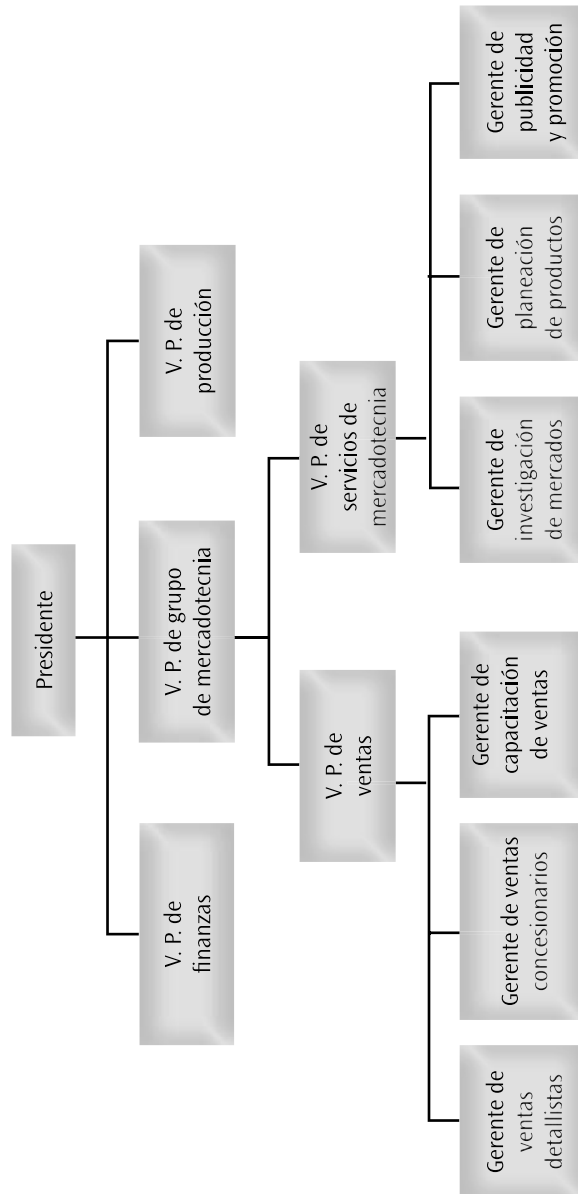 Presidente
V. P. de
finanzas
V. P. de grupo
de mercadotecnia
V. P. de
producción
V. P. de
ventas
V. P. de
servicios de
mercadotecnia
Gerente de
ventas
detallistas
Gerente de ventas
concesionarios
Gerente de
capacitación
de ventas
Gerente de
investigación
de mercados
Gerente de
planeación
de productos
Gerente de
publicidad
y promoción